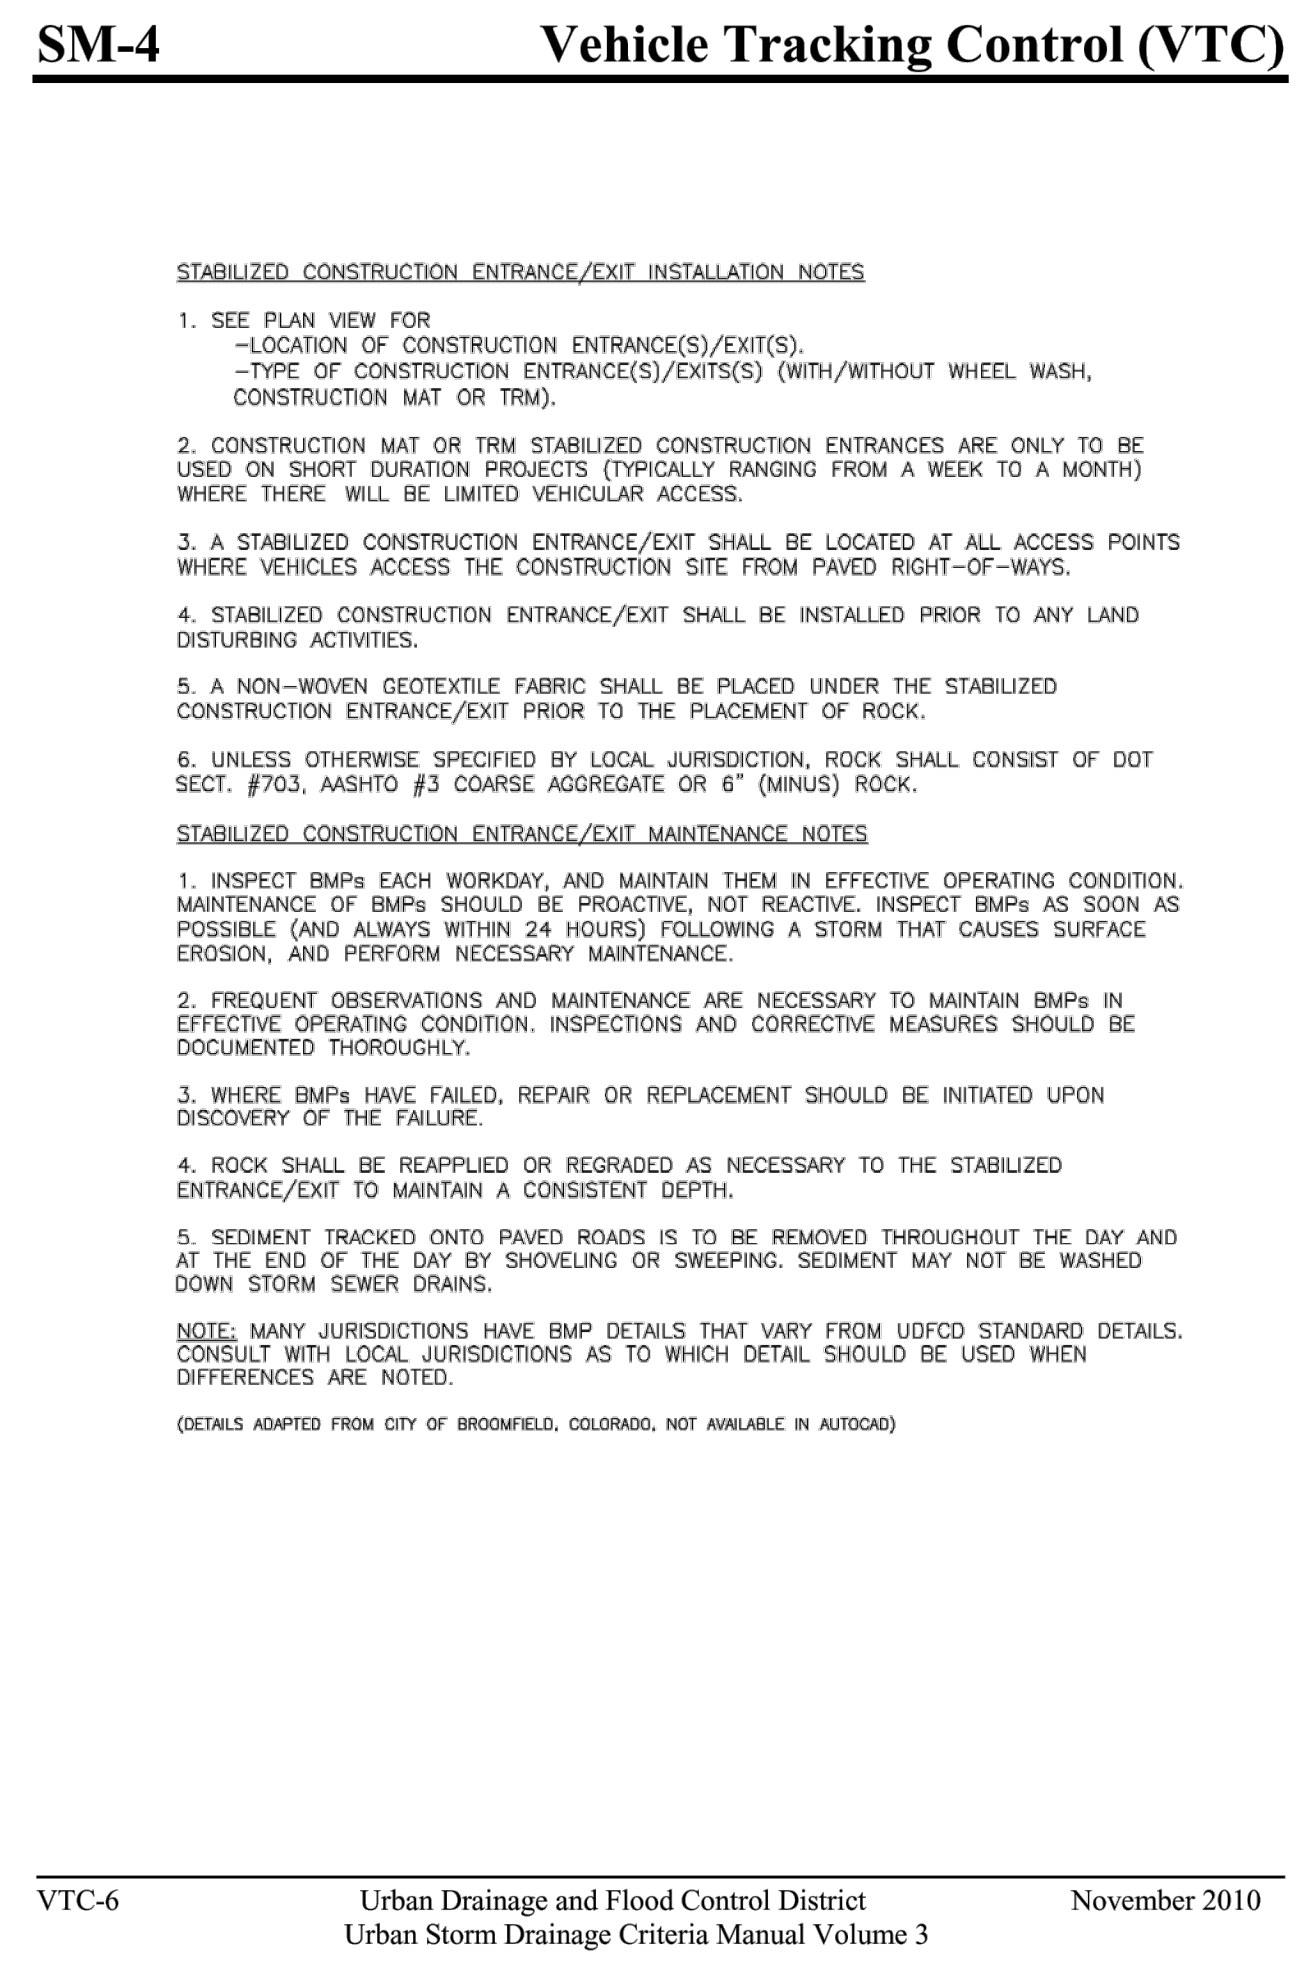 SM-4 Vehicle Tracking Control (VTC)
STABILIZED CONSTRUCTION ENTRANCE/EXIT INSTALLATION NOTES
1. SEE PLAN VIEW FOR
-LOCATION OF CONSTRUCTION ENTRANCE(S)/EXIT(S).
-TYPE OF CONSTRUCTION ENTRANCE(S)/EXITS(S) (WITH/WITHOUT WHEEL WASH,
CONSTRUCTION MAT OR TRM).
2. CONSTRUCTION MAT OR TRM STABILIZED CONSTRUCTION ENTRANCES ARE ONLY TO BE
USED ON SHORT DURATION PROJECTS (TYPICALLY RANGING FROM A WEEK TO A MONTH)
WHERE THERE WILL BE LIMITED VEHICULAR ACCESS.
3. A STABILIZED CONSTRUCTION ENTRANCE/EXIT SHALL BE LOCATED AT ALL ACCESS POINTS
WHERE VEHICLES ACCESS THE CONSTRUCTION SITE FROM PAVED RIGHT-OF-WAYS.
4. STABILIZED CONSTRUCTION ENTRANCE/EXIT SHALL BE INSTALLED PRIOR TO ANY LAND
DISTURBING ACTIVITIES.
5. A NON-WOVEN GEOTEXTILE FABRIC SHALL BE PLACED UNDER THE STABILIZED
CONSTRUCTION ENTRANCE/EXIT PRIOR TO THE PLACEMENT OF ROCK.
6. UNLESS OTHERWISE SPECIFIED BY LOCAL JURISDICTION, ROCK SHALL CONSIST OF DOT
SECT. #703, AASHTO #3 COARSE AGGREGATE OR 6" (MINUS) ROCK.
STABILIZED CONSTRUCTION ENTRANCE/EXIT MAINTENANCE NOTES
1. INSPECT BMPs EACH WORKDAY, AND MAINTAIN THEM IN EFFECTIVE OPERATING CONDITION.
MAINTENANCE OF BMPs SHOULD BE PROACTIVE, NOT REACTIVE. INSPECT BMPs AS SOON AS
POSSIBLE (AND ALWAYS WITHIN 24 HOURS) FOLLOWING A STORM THAT CAUSES SURFACE
EROSION, AND PERFORM NECESSARY MAINTENANCE.
2. FREQUENT OBSERVATIONS AND MAINTENANCE ARE NECESSARY TO MAINTAIN BMPs IN
EFFECTIVE OPERATING CONDITION. INSPECTIONS AND CORRECTIVE MEASURES SHOULD BE
DOCUMENTED THOROUGHLY.
3. WHERE BMPs HAVE FAILED, REPAIR OR REPLACEMENT SHOULD BE INITIATED UPON
DISCOVERY OF THE FAILURE.
4. ROCK SHALL BE REAPPLIED OR REGRADED AS NECESSARY TO THE STABILIZED
ENTRANCE/EXIT TO MAINTAIN A CONSISTENT DEPTH.
5. SEDIMENT TRACKED ONTO PAVED ROADS IS TO BE REMOVED THROUGHOUT THE DAY AND
AT THE END OF THE DAY BY SHOVELING OR SWEEPING. SEDIMENT MAY NOT BE WASHED
DOWN STORM SEWER DRAINS.
NOTE: MANY JURISDICTIONS HAVE BMP DETAILS THAT VARY FROM UDFCD STANDARD DETAILS.
CONSULT WITH LOCAL JURISDICTIONS AS TO WHICH DETAIL SHOULD BE USED WHEN
DIFFERENCES ARE NOTED.
(DETAILS ADAPTED FROM CITY OF BROOMFIELD, COLORADO, NOT AVAILABLE IN AUTOCAD)
VTC-6 Urban Drainage and Flood Control District November 2010
Urban Storm Drainage Criteria Manual Volume 3